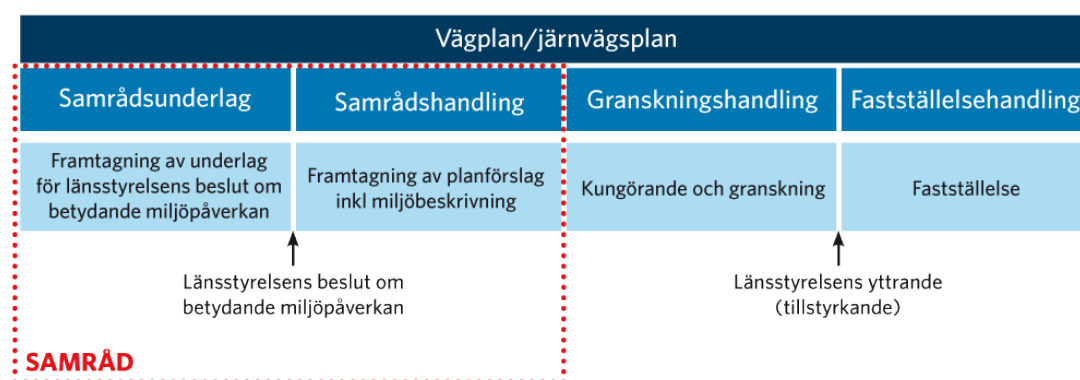 Vägplan/järnvägsplan
Samrådsunderlag
Samrådshandling
Granskningshandling
Fastställelsehandling
Framtagning av underlag
för länsstyrelsens beslut om
betydande miljöpåverkan
Framtagning av planförslag
inkl miljöbeskrivning
Kungörande och granskning
Fastställelse
Länsstyrelsens beslut om
betydande miljöpåverkan
Länsstyrelsens yttrande
(tillstyrkande)
SAMRÅD